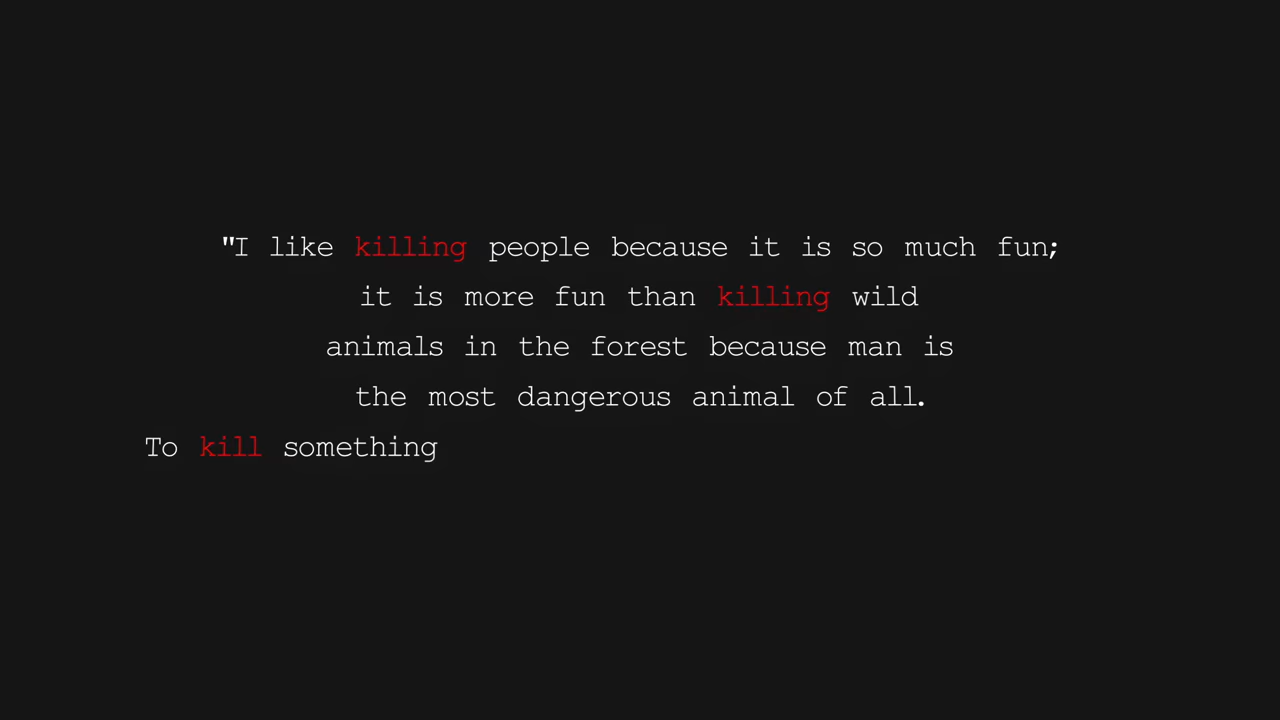 "I like killing people because it is so much fun;
it is more fun than killing wild
animals in the forest because man is
the most dangerous animal of all.
To kill something